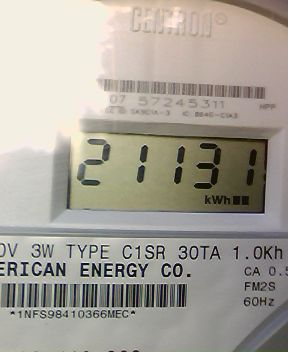 CENTRON®
07 57245311 HPP
21131
kWh
0V 3W TYPE C1SR 30TA 1.0Kh
ERICAN ENERGY CO. CA 0.5
FM2S
*1NFS98410366MEC* 60Hz